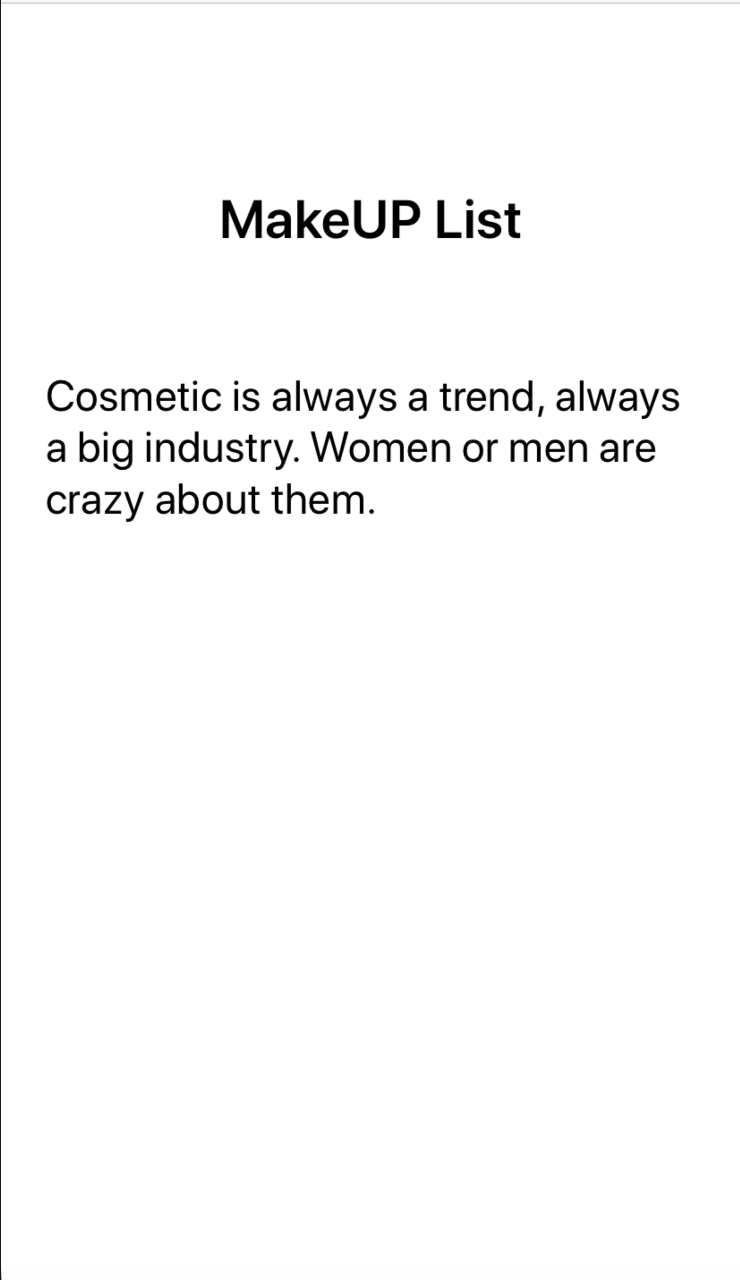 MakeUP List
Cosmetic is always a trend, always
a big industry. Women or men are
crazy about them.